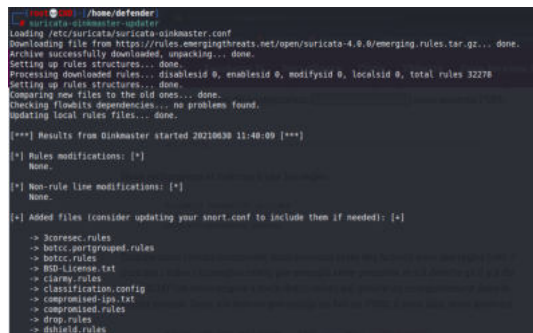 (root💀kali)-[/home/defender]
# suricata-oinkmaster-updater
Loading /etc/suricata/suricata-oinkmaster.conf
Downloading file from https://rules.emergingthreats.net/open/suricata-4.0.0/emerging.rules.tar.gz... done.
Archive successfully downloaded, unpacking... done.
Setting up rules structures... done.
Processing downloaded rules... disablesid 0, enablesid 0, modifysid 0, localsid 0, total rules 32278
Setting up rules structures... done.
Comparing new files to the old ones... done.
Checking flowbits dependencies... no problems found.
Updating local rules files... done.
[***] Results from Oinkmaster started 20210630 11:40:09 [***]
[*] Rules modifications: [*]
None.
[*] Non-rule line modifications: [*]
None.
[+] Added files (consider updating your snort.conf to include them if needed): [+]
-> 3coresec.rules
-> botcc.portgrouped.rules
-> botcc.rules
-> BSD-License.txt
-> ciarmy.rules
-> classification.config
-> compromised-ips.txt
-> compromised.rules
-> drop.rules
-> dshield.rules